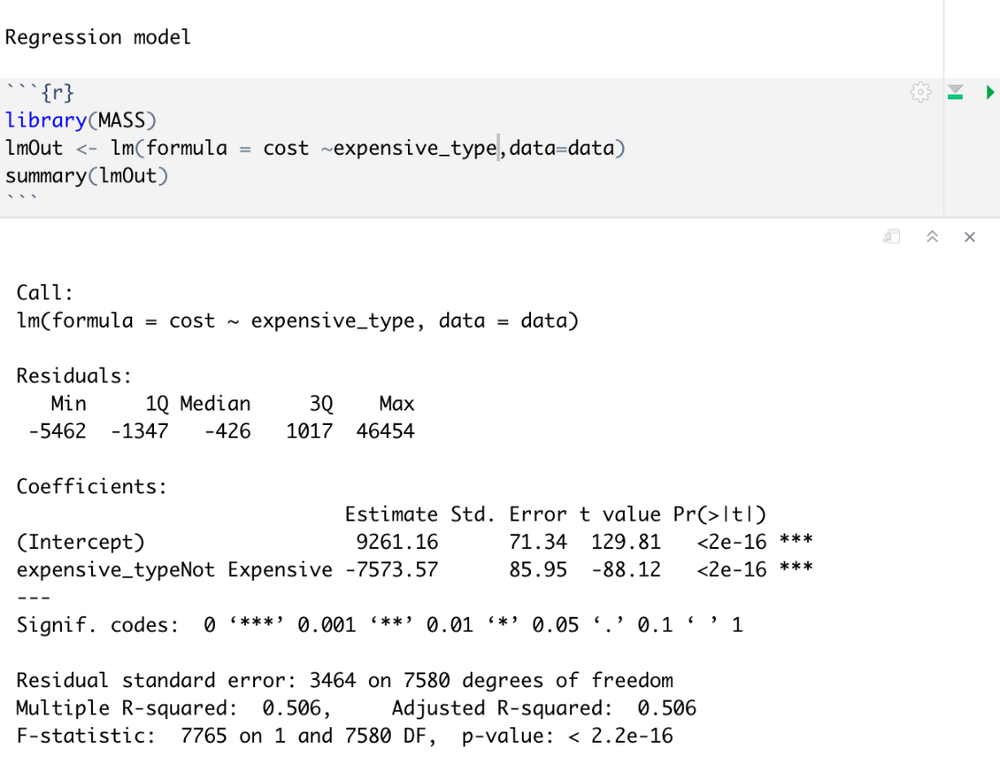 Regression model
```{r}
library(MASS)
lmOut <- lm(formula = cost ~expensive_type,data=data)
summary(lmOut)
```
Call:
lm(formula = cost ~ expensive_type, data = data)
Residuals:
Min 1Q Median 3Q Max
-5462 -1347 -426 1017 46454
Coefficients:
Estimate Std. Error t value Pr(>|t|)
(Intercept) 9261.16 71.34 129.81 <2e-16 ***
expensive_typeNot Expensive -7573.57 85.95 -88.12 <2e-16 ***
---
Signif. codes: 0 ‘***’ 0.001 ‘**’ 0.01 ‘*’ 0.05 ‘.’ 0.1 ‘ ’ 1
Residual standard error: 3464 on 7580 degrees of freedom
Multiple R-squared: 0.506, Adjusted R-squared: 0.506
F-statistic: 7765 on 1 and 7580 DF, p-value: < 2.2e-16